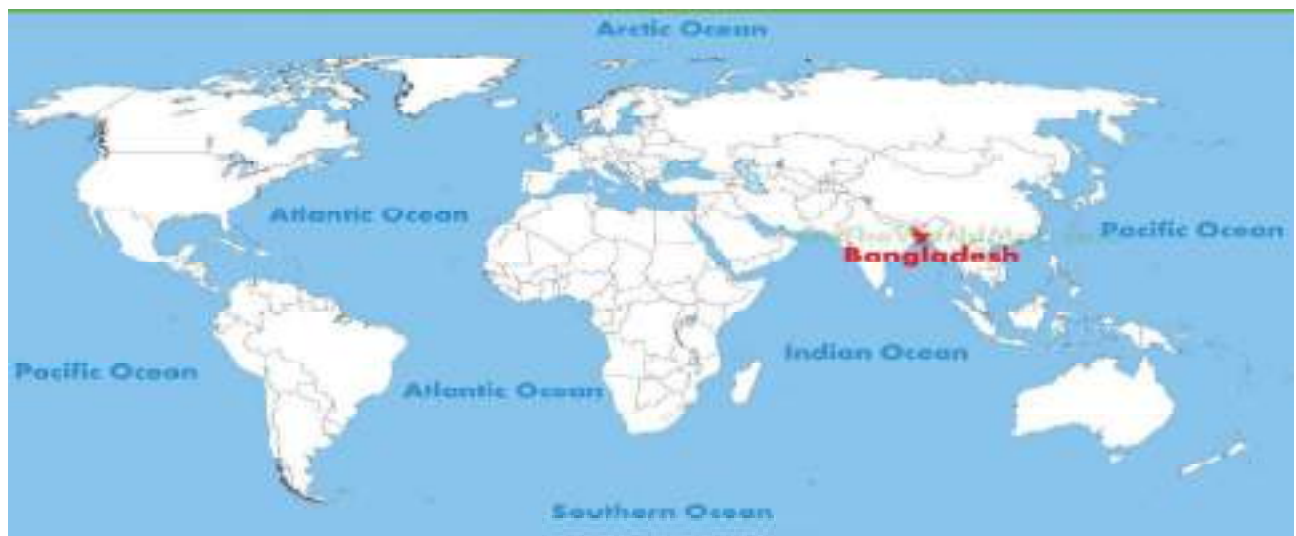 Arctic Ocean
Atlantic Ocean
Pacific Ocean
Bangladesh
Indian Ocean
Pacific Ocean
Atlantic Ocean
Southern Ocean